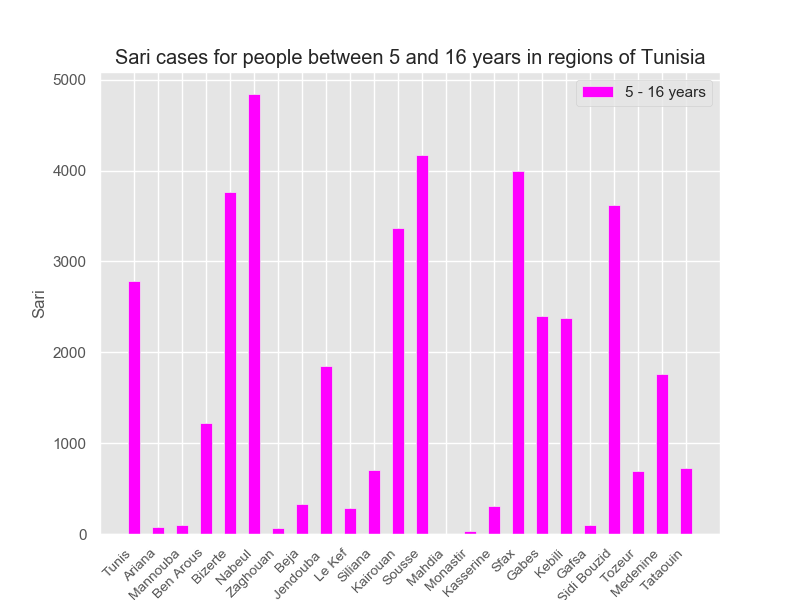 Sari cases for people between 5 and 16 years in regions of Tunisia
5 - 16 years
5000
4000
3000
2000
1000
0
Sari
Tunis
Ariana
Mannouba
Ben Arous
Bizerte
Nabeul
Zaghouan
Beja
Jendouba
Le Kef
Siliana
Kairouan
Sousse
Mahdia
Monastir
Kasserine
Sfax
Gabes
Kebili
Gafsa
Sidi Bouzid
Tozeur
Medenine
Tataouin